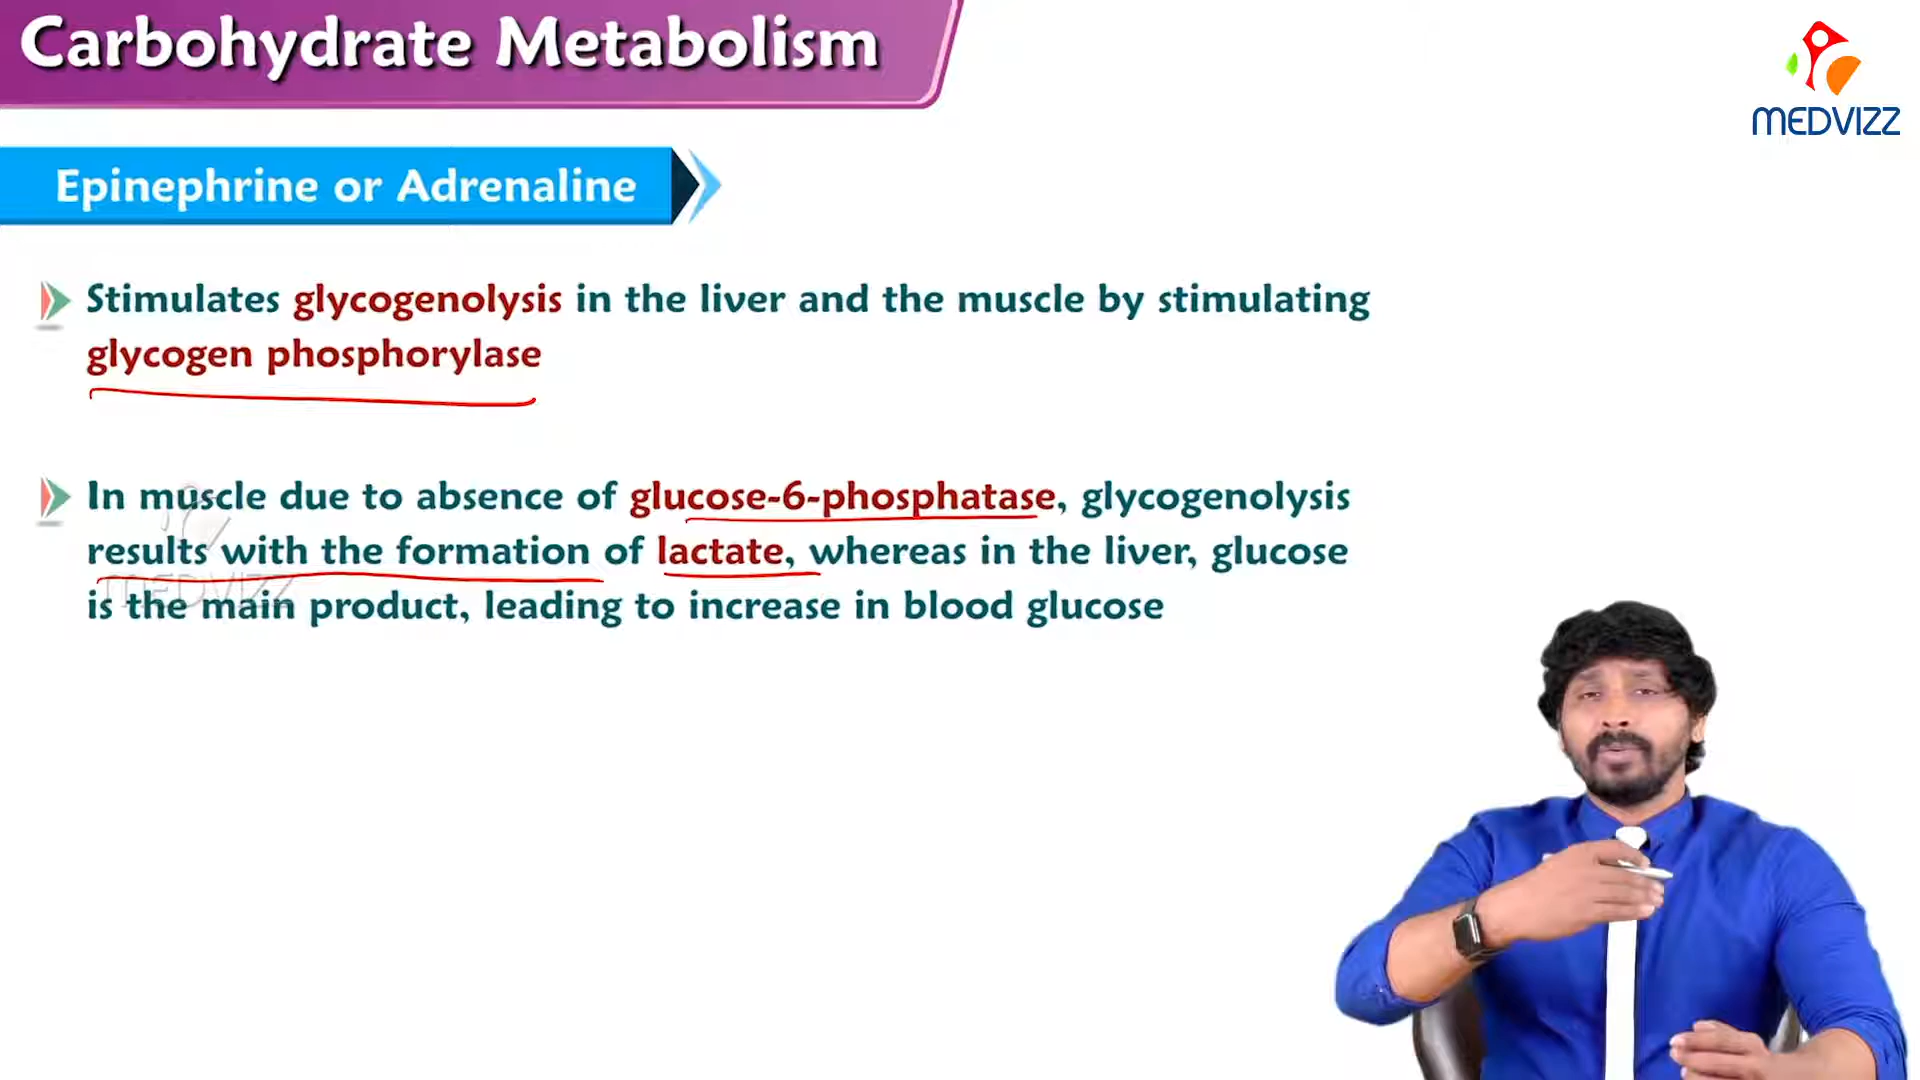 Carbohydrate Metabolism
MEDVIZZ
Epinephrine or Adrenaline
Stimulates glycogenolysis in the liver and the muscle by stimulating
glycogen phosphorylase
In muscle due to absence of glucose-6-phosphatase, glycogenolysis
results with the formation of lactate, whereas in the liver, glucose
MEDVIZZ
is the main product, leading to increase in blood glucose